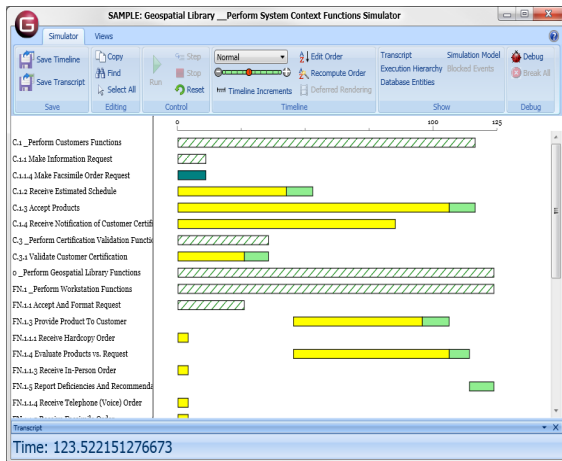 SAMPLE: Geospatial Library __Perform System Context Functions Simulator
G
Simulator Views
Save Timeline
Save Transcript
Save
Copy
Find
Select All
Editing
Run
Step
Stop
Reset
Control
Normal
Timeline Increments
Edit Order
Recompute Order
Deferred Rendering
Timeline
Transcript Simulation Model
Execution Hierarchy Blocked Events
Database Entities
Show
Debug
Break All
Debug
0 100 125
C.1 _Perform Customers Functions
C.1.1 Make Information Request
C.1.1.4 Make Facsimile Order Request
C.1.2 Receive Estimated Schedule
C.1.3 Accept Products
C.1.4 Receive Notification of Customer Certifi
C.3 _Perform Certification Validation Functi
C.3.1 Validate Customer Certification
0 _Perform Geospatial Library Functions
FN.1 _Perform Workstation Functions
FN.1.1 Accept And Format Request
FN.1.3 Provide Product To Customer
FN.1.1.1 Receive Hardcopy Order
FN.1.4 Evaluate Products vs. Request
FN.1.1.3 Receive In-Person Order
FN.1.5 Report Deficiencies And Recommenda
FN.1.1.4 Receive Telephone (Voice) Order
Transcript
Time: 123.522151276673